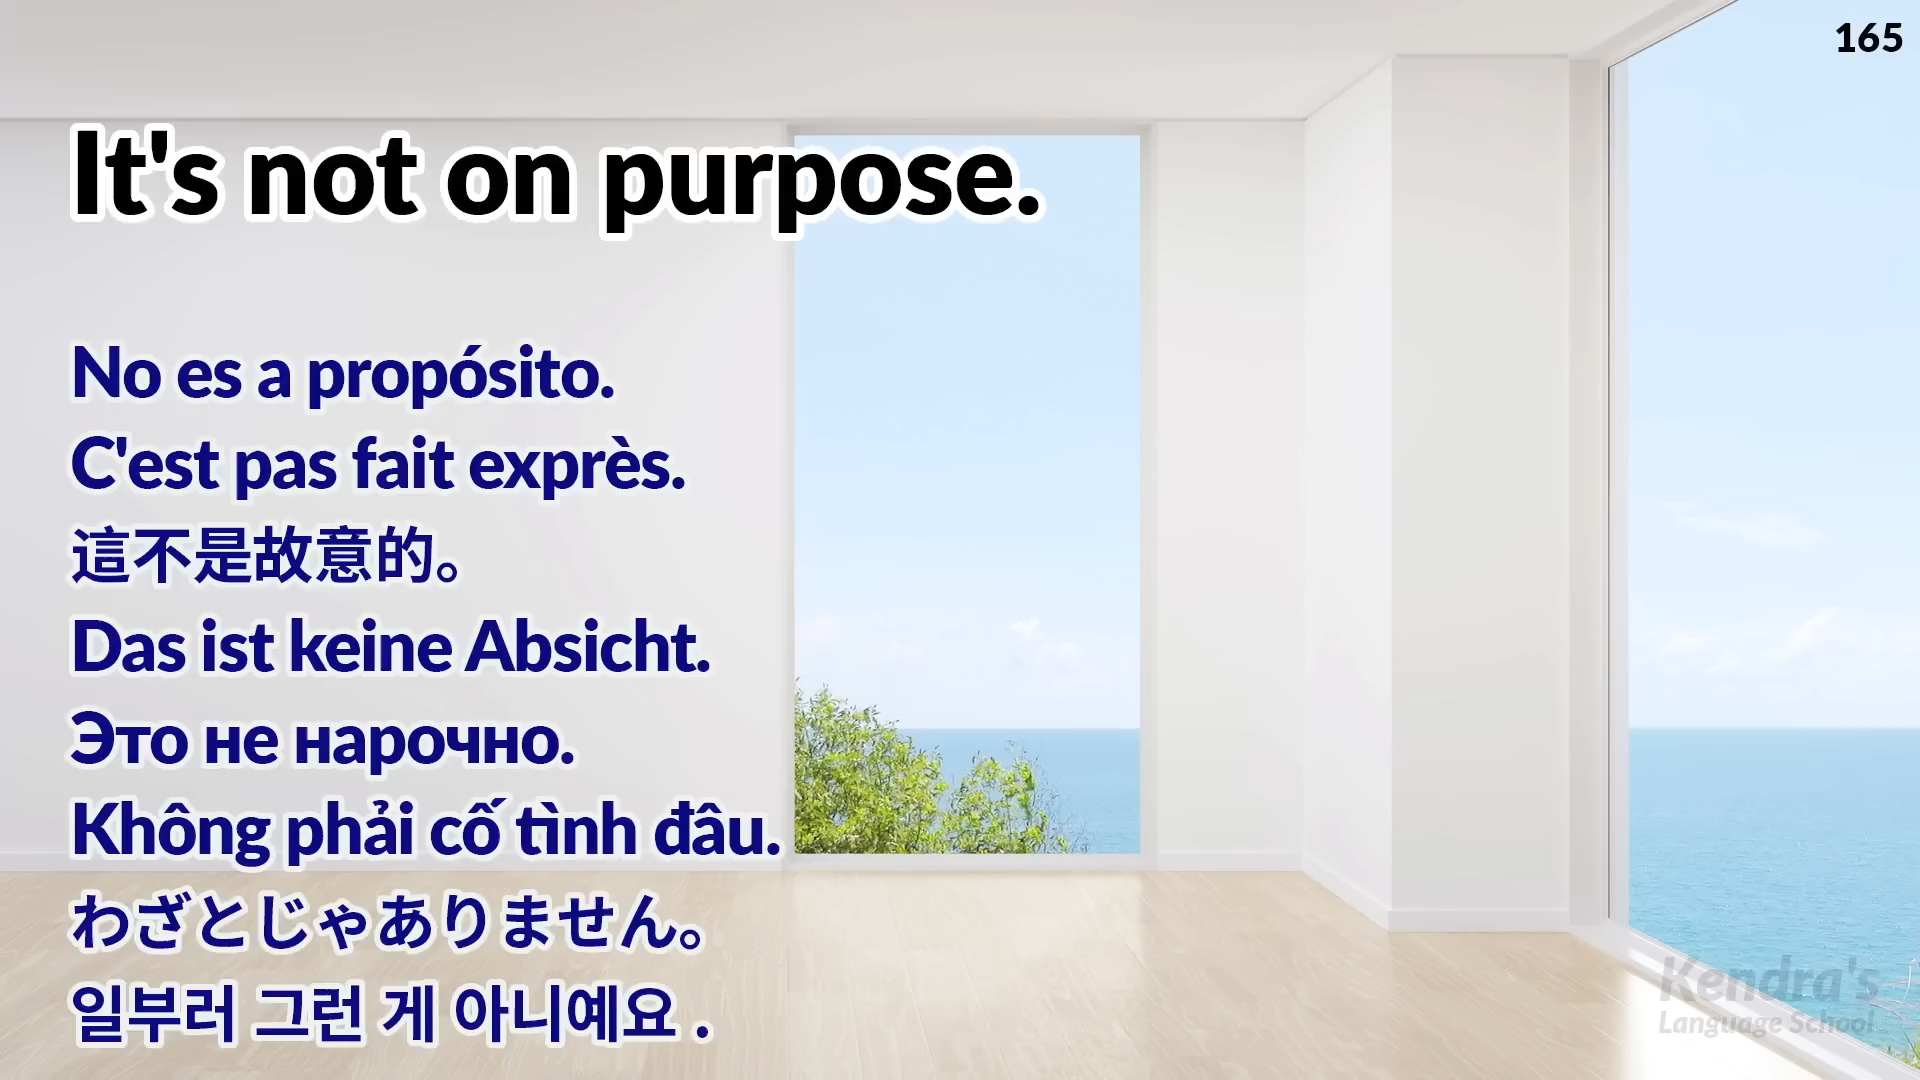 165
It's not on purpose.
No es a propósito.
C'est pas fait exprès.
這不是故意的。
Das ist keine Absicht.
Это не нарочно.
Không phải cố tình đâu.
わざとじゃありません。
일부러 그런 게 아니예요 .
Kendra's
Language School